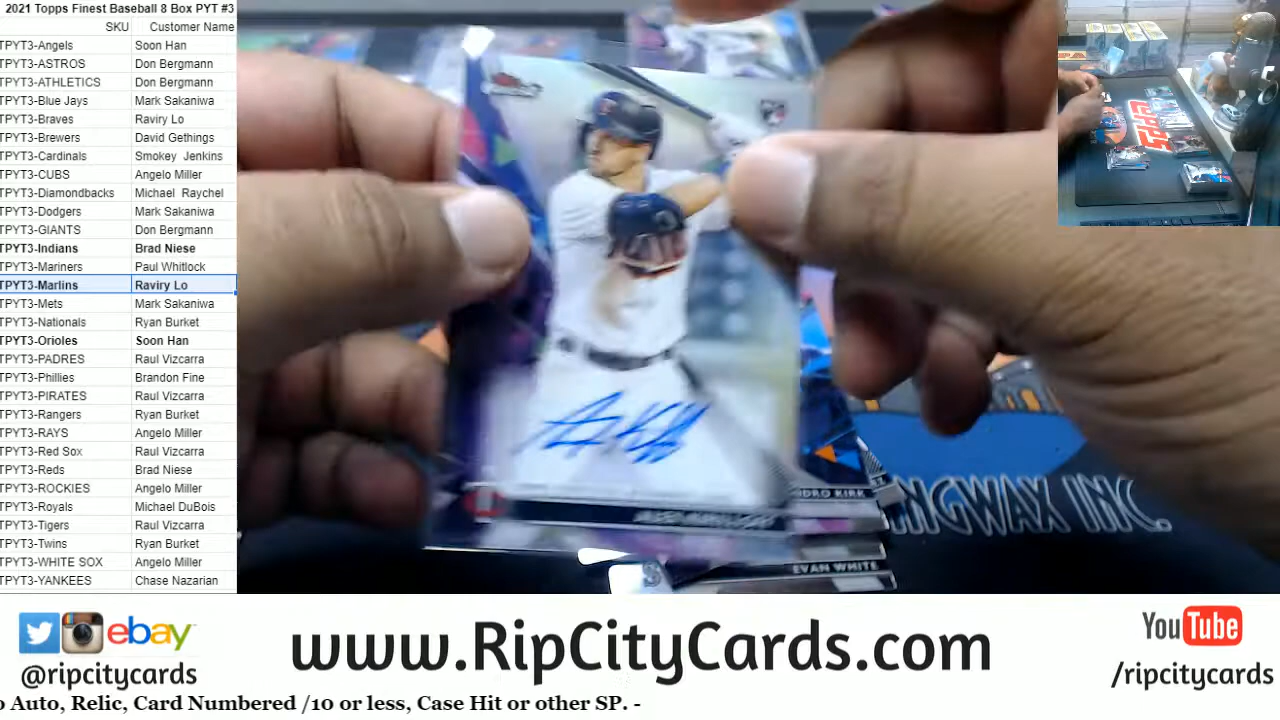 2021 Topps Finest Baseball 8 Box PYT #3
SKU Customer Name
TPYT3-Angels Soon Han
TPYT3-ASTROS Don Bergmann
TPYT3-ATHLETICS Don Bergmann
TPYT3-Blue Jays Mark Sakaniwa
TPYT3-Braves Raviry Lo
TPYT3-Brewers David Gethings
TPYT3-Cardinals Smokey Jenkins
TPYT3-CUBS Angelo Miller
TPYT3-Diamondbacks Michael Raychel
TPYT3-Dodgers Mark Sakaniwa
TPYT3-GIANTS Don Bergmann
TPYT3-Indians Brad Niese
TPYT3-Mariners Paul Whitlock
TPYT3-Marlins Raviry Lo
TPYT3-Mets Mark Sakaniwa
TPYT3-Nationals Ryan Burket
TPYT3-Orioles Soon Han
TPYT3-PADRES Raul Vizcarra
TPYT3-Phillies Brandon Fine
TPYT3-PIRATES Raul Vizcarra
TPYT3-Rangers Ryan Burket
TPYT3-RAYS Angelo Miller
TPYT3-Red Sox Raul Vizcarra
TPYT3-Reds Brad Niese
TPYT3-ROCKIES Angelo Miller
TPYT3-Royals Michael DuBois
TPYT3-Tigers Raul Vizcarra
TPYT3-Twins Ryan Burket
TPYT3-WHITE SOX Angelo Miller
TPYT3-YANKEES Chase Nazarian
TOPPS
NDRO KIRK
NGWAX INC.
EVAN WHITE
ebay
@ripcitycards
www.RipCityCards.com
YouTube
/ripcitycards
o Auto, Relic, Card Numbered /10 or less, Case Hit or other SP. -